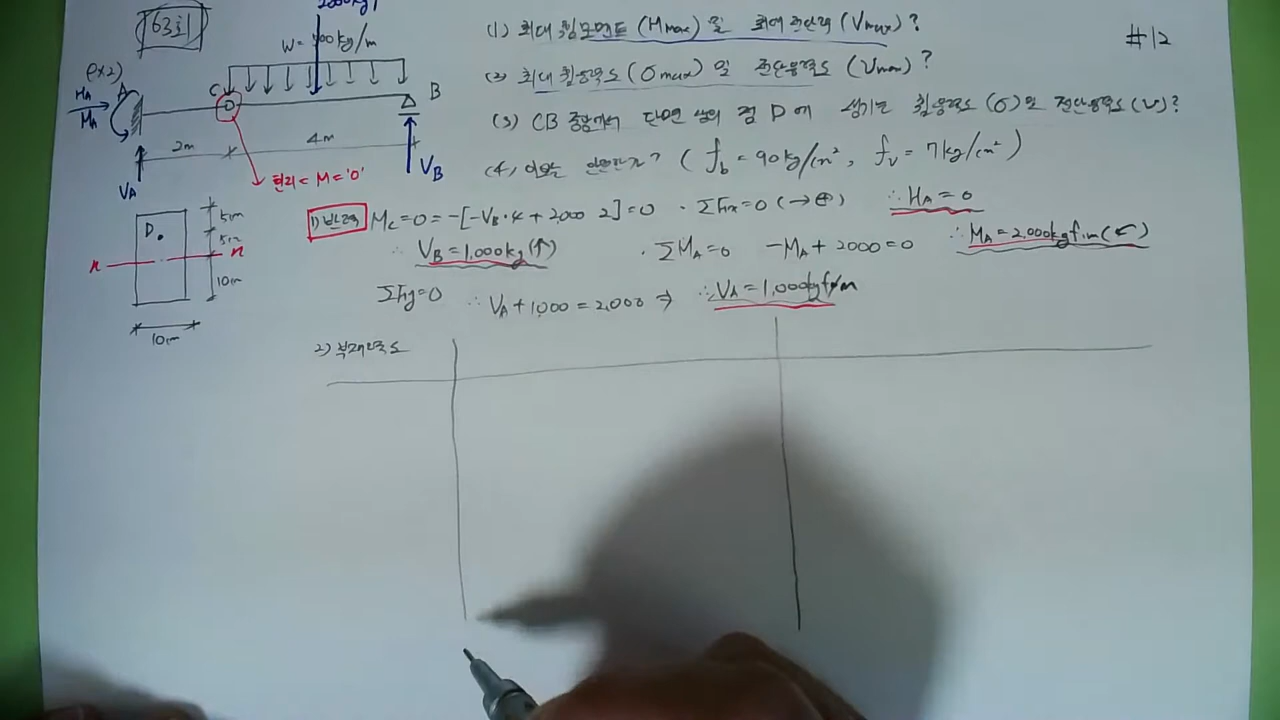 63회
#12
(1) 최대 휨모멘트 (Mmax) 및 최대 전단력 (Vmax) ?
(2) 최대 휨응력도 (σmax) 및 전단응력도 (νmax) ?
(3) CB 중앙에서 단면 상의 점 D에 생기는 휨응력도 (σ)와 전단응력도 (ν)?
(4) 안전한가? ( fb = 90kg/cm², fv = 7kg/cm² )
W = 400kg/m
HA
A
MA
C
B
2m
4m
VA
VB
힌지 = M = '0'
D
5cm
5cm
n
n
10cm
10cm
1) 반력 Mc = 0 = -[-VB·4 + 2,000 2] = 0 · ΣFx = 0 (→⊕) ∴ HA = 0
∴ VB = 1,000kg(↑) · ΣMA = 0 -MA + 2000 = 0 ∴ MA = 2,000kgf.m
ΣFy = 0 ∴ VA + 1,000 = 2,000 ⇒ ∴ VA = 1,000kgf
2) 부재력도